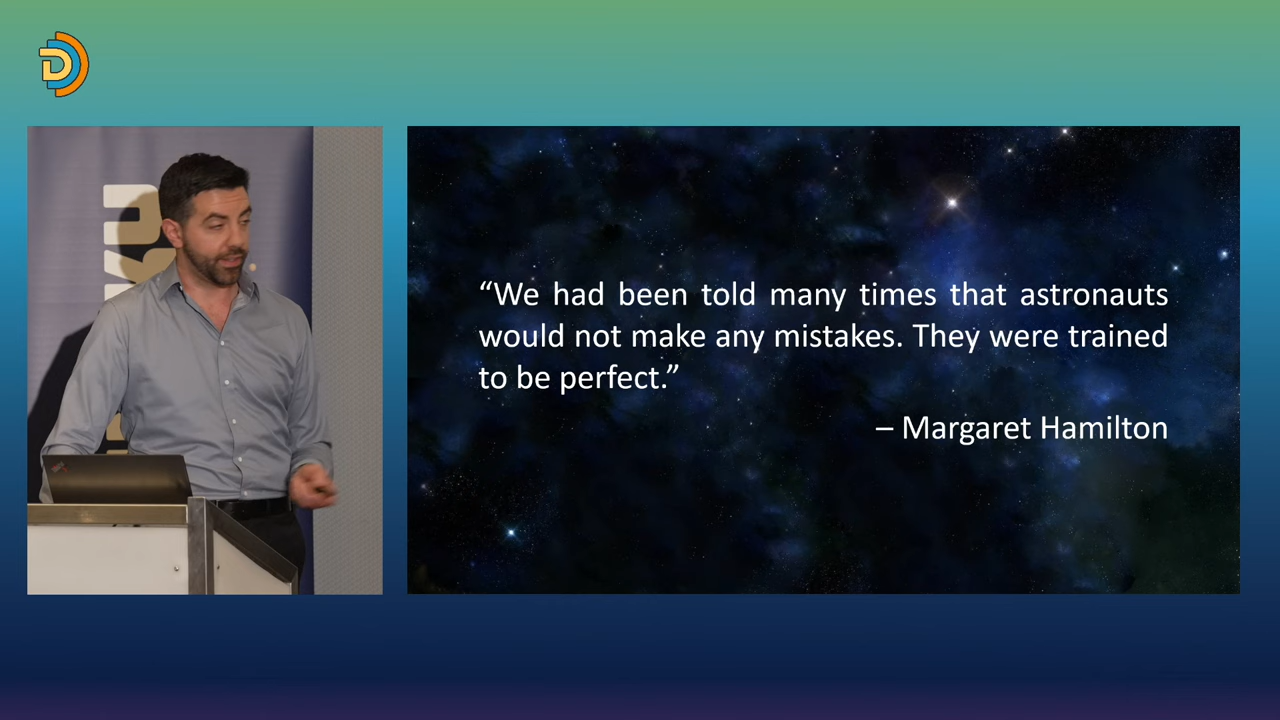 D
“We had been told many times that astronauts
would not make any mistakes. They were trained
to be perfect.”
– Margaret Hamilton